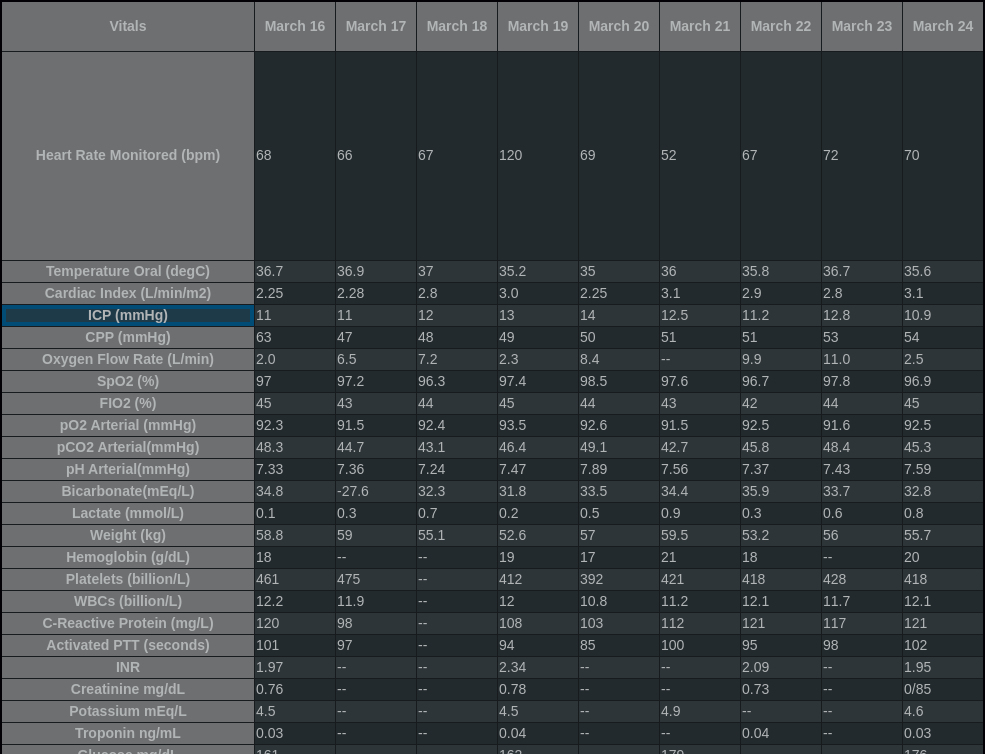 Vitals March 16 March 17 March 18 March 19 March 20 March 21 March 22 March 23 March 24
Heart Rate Monitored (bpm) 68 66 67 120 69 52 67 72 70
Temperature Oral (degC) 36.7 36.9 37 35.2 35 36 35.8 36.7 35.6
Cardiac Index (L/min/m2) 2.25 2.28 2.8 3.0 2.25 3.1 2.9 2.8 3.1
ICP (mmHg) 11 11 12 13 14 12.5 11.2 12.8 10.9
CPP (mmHg) 63 47 48 49 50 51 51 53 54
Oxygen Flow Rate (L/min) 2.0 6.5 7.2 2.3 8.4 -- 9.9 11.0 2.5
SpO2 (%) 97 97.2 96.3 97.4 98.5 97.6 96.7 97.8 96.9
FIO2 (%) 45 43 44 45 44 43 42 44 45
pO2 Arterial (mmHg) 92.3 91.5 92.4 93.5 92.6 91.5 92.5 91.6 92.5
pCO2 Arterial(mmHg) 48.3 44.7 43.1 46.4 49.1 42.7 45.8 48.4 45.3
pH Arterial(mmHg) 7.33 7.36 7.24 7.47 7.89 7.56 7.37 7.43 7.59
Bicarbonate(mEq/L) 34.8 -27.6 32.3 31.8 33.5 34.4 35.9 33.7 32.8
Lactate (mmol/L) 0.1 0.3 0.7 0.2 0.5 0.9 0.3 0.6 0.8
Weight (kg) 58.8 59 55.1 52.6 57 59.5 53.2 56 55.7
Hemoglobin (g/dL) 18 -- -- 19 17 21 18 -- 20
Platelets (billion/L) 461 475 -- 412 392 421 418 428 418
WBCs (billion/L) 12.2 11.9 -- 12 10.8 11.2 12.1 11.7 12.1
C-Reactive Protein (mg/L) 120 98 -- 108 103 112 121 117 121
Activated PTT (seconds) 101 97 -- 94 85 100 95 98 102
INR 1.97 -- -- 2.34 -- -- 2.09 -- 1.95
Creatinine mg/dL 0.76 -- -- 0.78 -- -- 0.73 -- 0/85
Potassium mEq/L 4.5 -- -- 4.5 -- 4.9 -- -- 4.6
Troponin ng/mL 0.03 -- -- 0.04 -- -- 0.04 -- 0.03
Glucose mg/dL 161